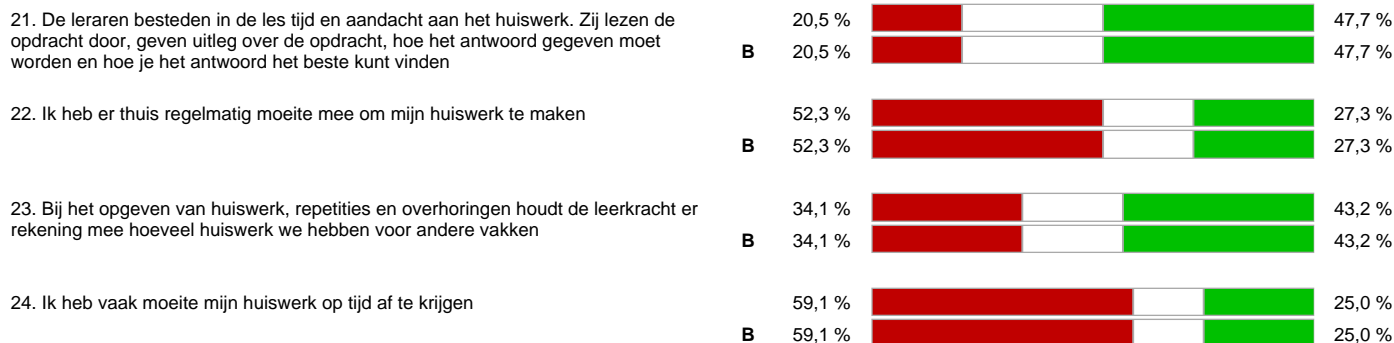 21. De leraren besteden in de les tijd en aandacht aan het huiswerk. Zij lezen de
opdracht door, geven uitleg over de opdracht, hoe het antwoord gegeven moet
worden en hoe je het antwoord het beste kunt vinden
20,5 % 47,7 %
B 20,5 % 47,7 %
22. Ik heb er thuis regelmatig moeite mee om mijn huiswerk te maken
52,3 % 27,3 %
B 52,3 % 27,3 %
23. Bij het opgeven van huiswerk, repetities en overhoringen houdt de leerkracht er
rekening mee hoeveel huiswerk we hebben voor andere vakken
34,1 % 43,2 %
B 34,1 % 43,2 %
24. Ik heb vaak moeite mijn huiswerk op tijd af te krijgen
59,1 % 25,0 %
B 59,1 % 25,0 %